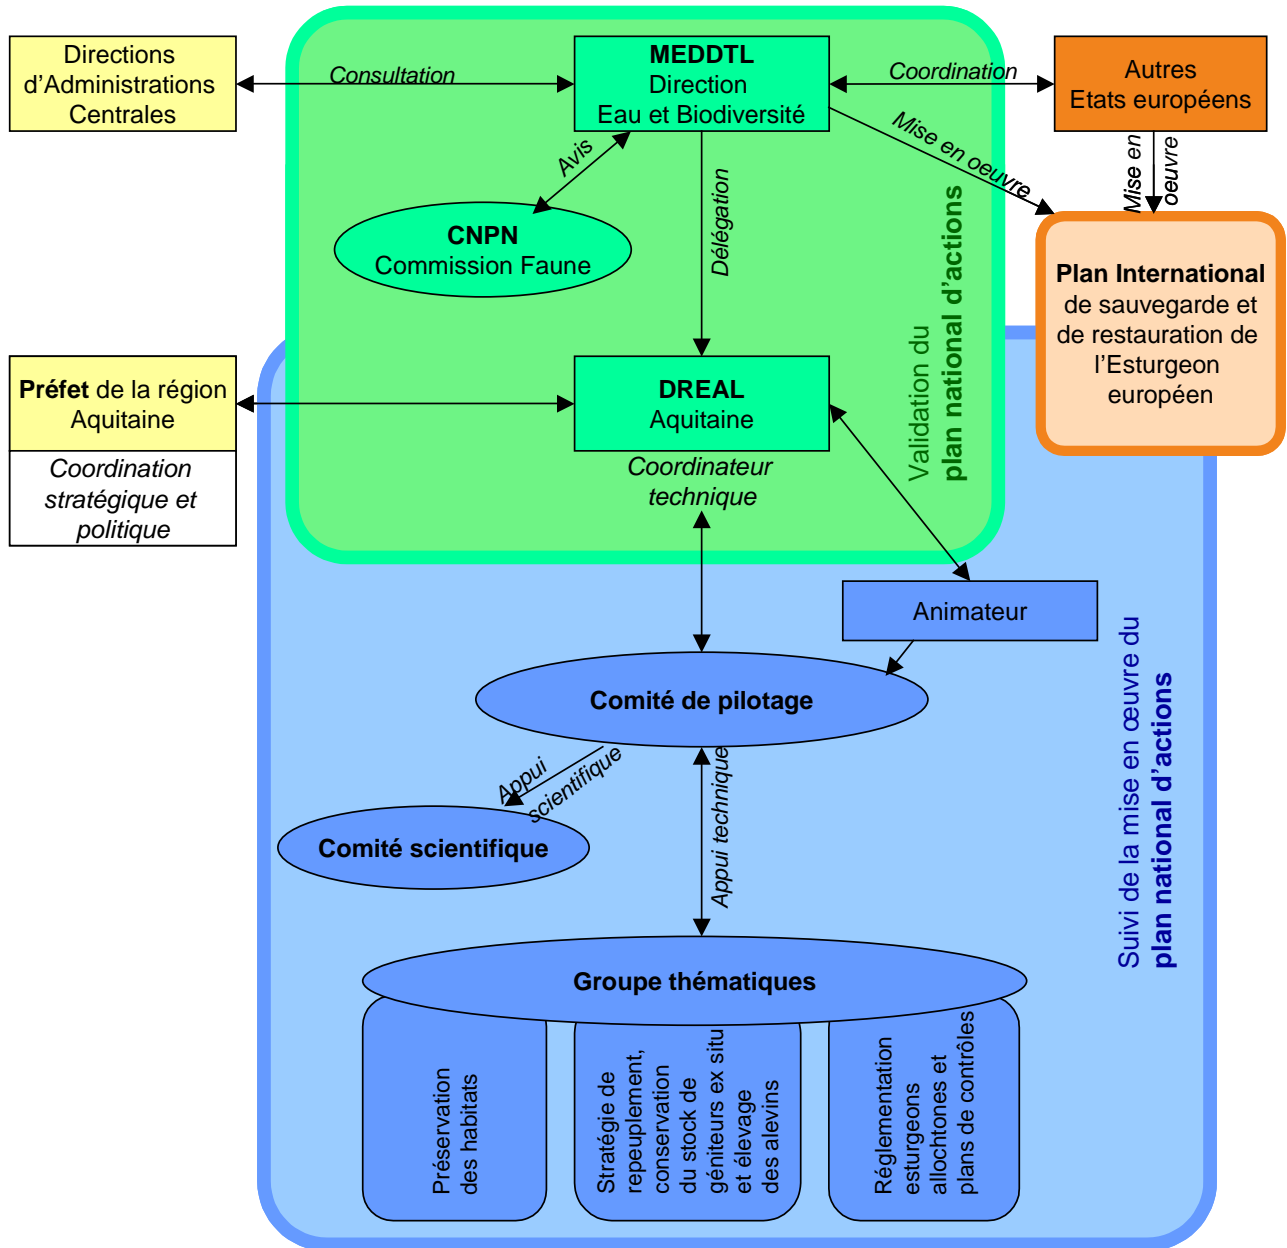 Directions
d'Administrations
Centrales
Consultation
MEDDTL
Direction
Eau et Biodiversité
Coordination
Autres
Etats européens
Avis
Mise en oeuvre
Mise en
oeuvre
CNPN
Commission Faune
Délégation
Plan International
de sauvegarde et
de restauration de
l'Esturgeon
européen
Validation du
plan national d'actions
Préfet de la région
Aquitaine
Coordination
stratégique et
politique
DREAL
Aquitaine
Coordinateur
technique
Animateur
Comité de pilotage
Suivi de la mise en œuvre du
plan national d'actions
Appui
scientifique
Appui technique
Comité scientifique
Groupe thématiques
Préservation
des habitats
Stratégie de
repeuplement,
conservation
du stock de
géniteurs ex situ
et élevage
des alevins
Réglementation
esturgeons
allochtones et
plans de contrôles